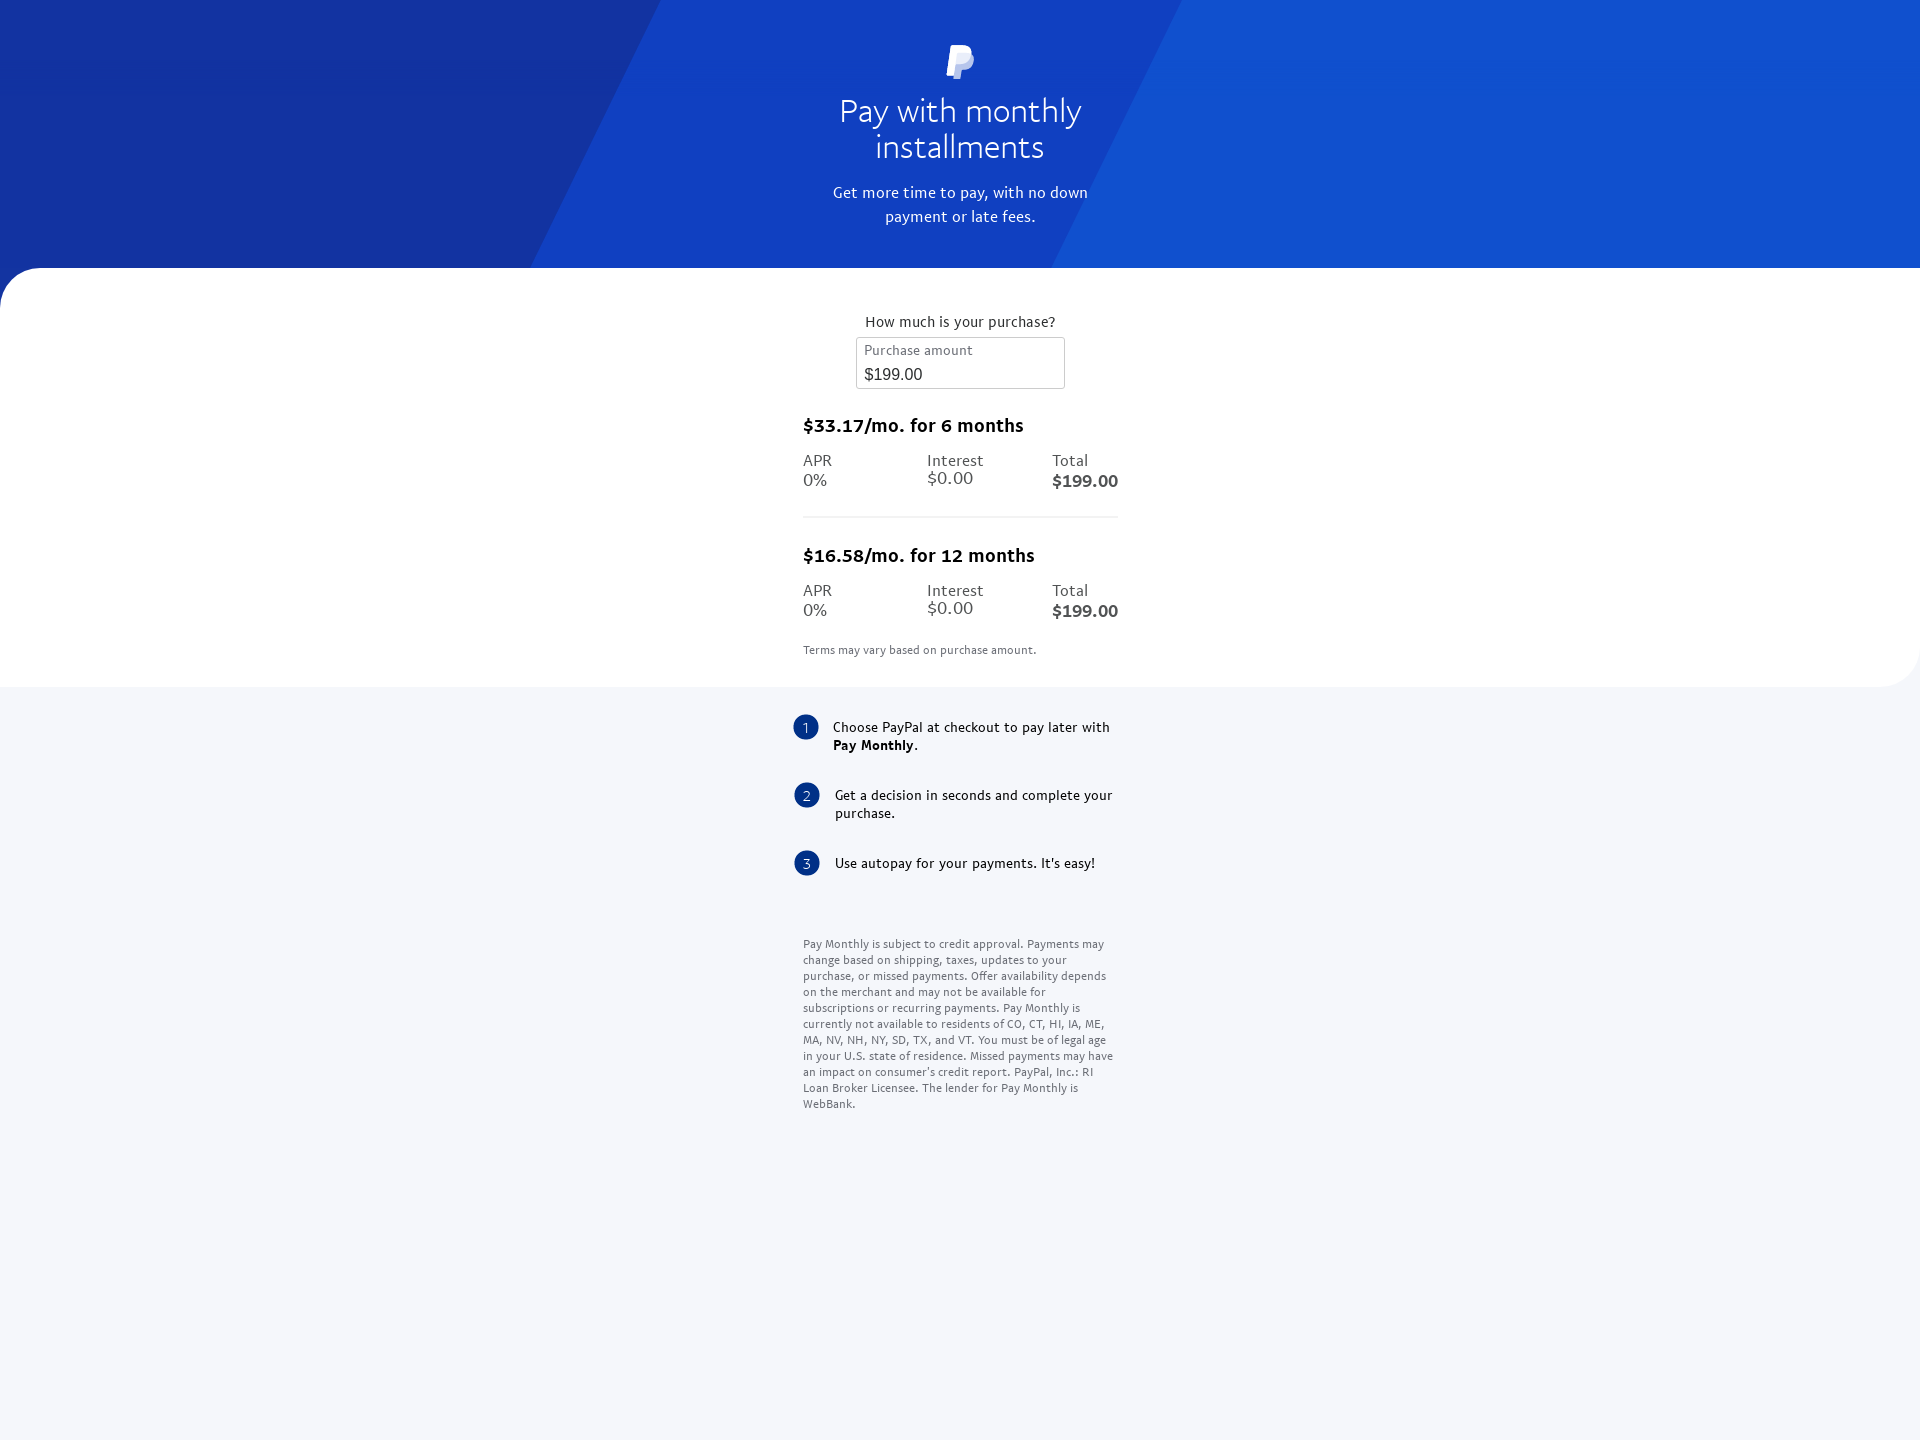 Pay with monthly
installments
Get more time to pay, with no down
payment or late fees.
How much is your purchase?
Purchase amount
$199.00
$33.17/mo. for 6 months
APR Interest Total
0% $0.00 $199.00
$16.58/mo. for 12 months
APR Interest Total
0% $0.00 $199.00
Terms may vary based on purchase amount.
1 Choose PayPal at checkout to pay later with
Pay Monthly.
2 Get a decision in seconds and complete your
purchase.
3 Use autopay for your payments. It's easy!
Pay Monthly is subject to credit approval. Payments may
change based on shipping, taxes, updates to your
purchase, or missed payments. Offer availability depends
on the merchant and may not be available for
subscriptions or recurring payments. Pay Monthly is
currently not available to residents of CO, CT, HI, IA, ME,
MA, NV, NH, NY, SD, TX, and VT. You must be of legal age
in your U.S. state of residence. Missed payments may have
an impact on consumer's credit report. PayPal, Inc.: RI
Loan Broker Licensee. The lender for Pay Monthly is
WebBank.